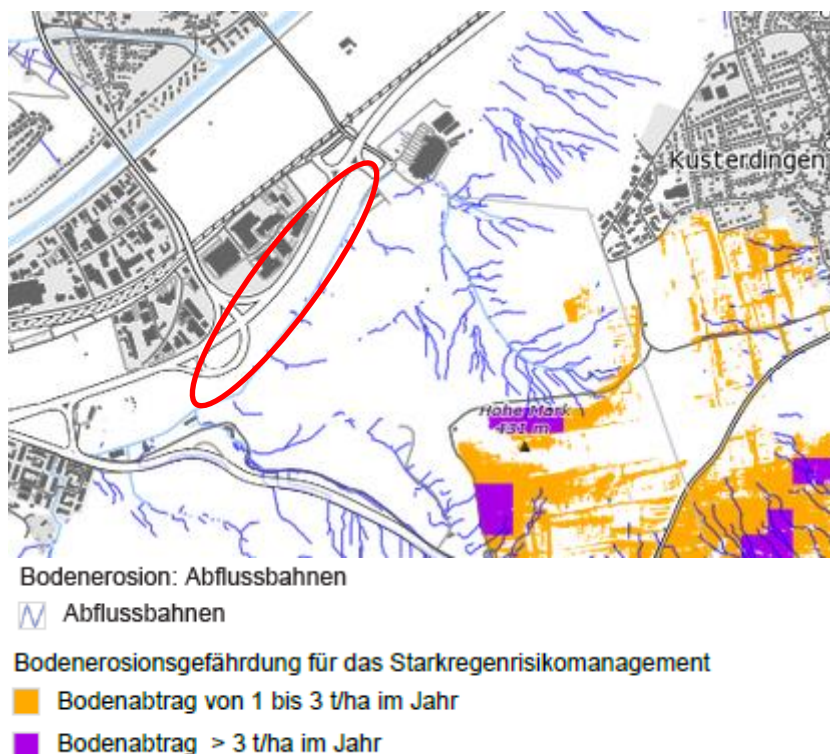 Kusterdingen
Hohe Mark
431 m
Bodenerosion: Abflussbahnen
Abflussbahnen
Bodenerosionsgefährdung für das Starkregenrisikomanagement
Bodenabtrag von 1 bis 3 t/ha im Jahr
Bodenabtrag > 3 t/ha im Jahr